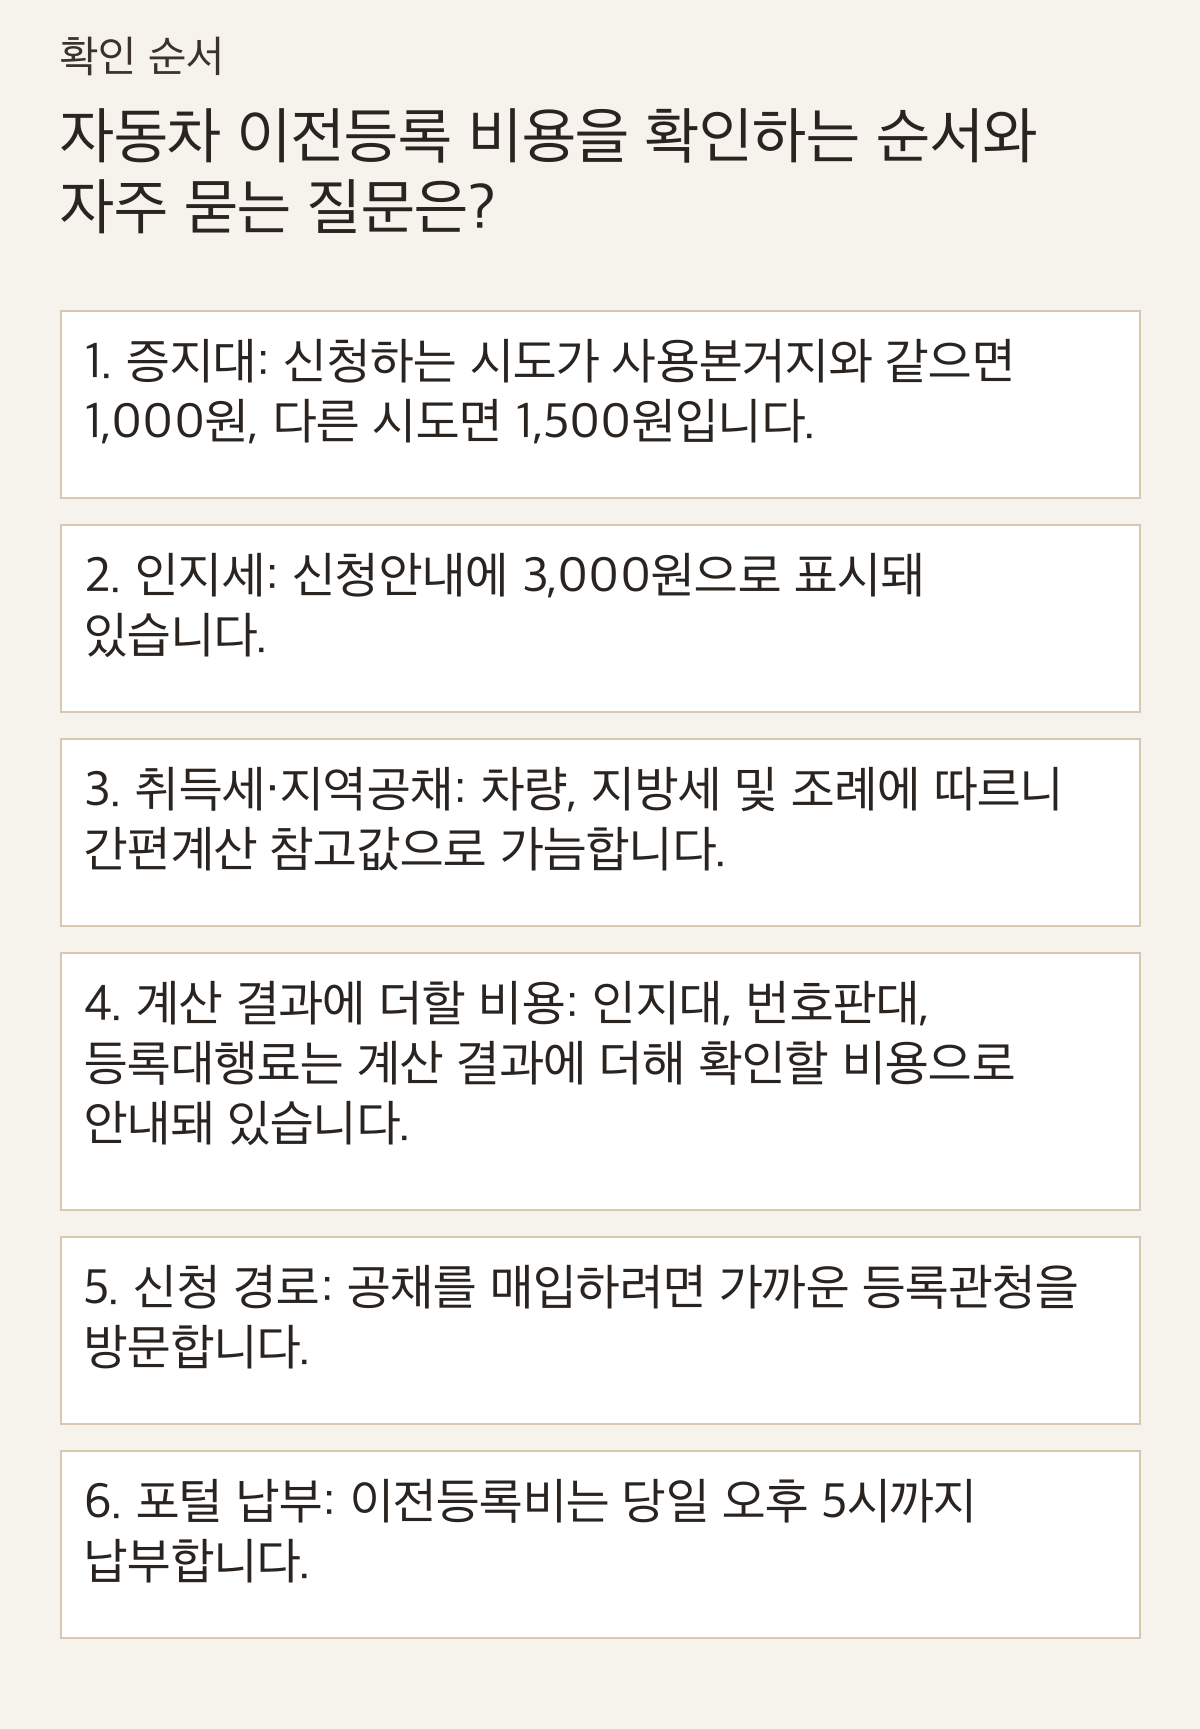 확인 순서
자동차 이전등록 비용을 확인하는 순서와
자주 묻는 질문은?
1. 증지대: 신청하는 시도가 사용본거지와 같으면
1,000원, 다른 시도면 1,500원입니다.
2. 인지세: 신청안내에 3,000원으로 표시돼
있습니다.
3. 취득세·지역공채: 차량, 지방세 및 조례에 따르니
간편계산 참고값으로 가늠합니다.
4. 계산 결과에 더할 비용: 인지대, 번호판대,
등록대행료는 계산 결과에 더해 확인할 비용으로
안내돼 있습니다.
5. 신청 경로: 공채를 매입하려면 가까운 등록관청을
방문합니다.
6. 포털 납부: 이전등록비는 당일 오후 5시까지
납부합니다.